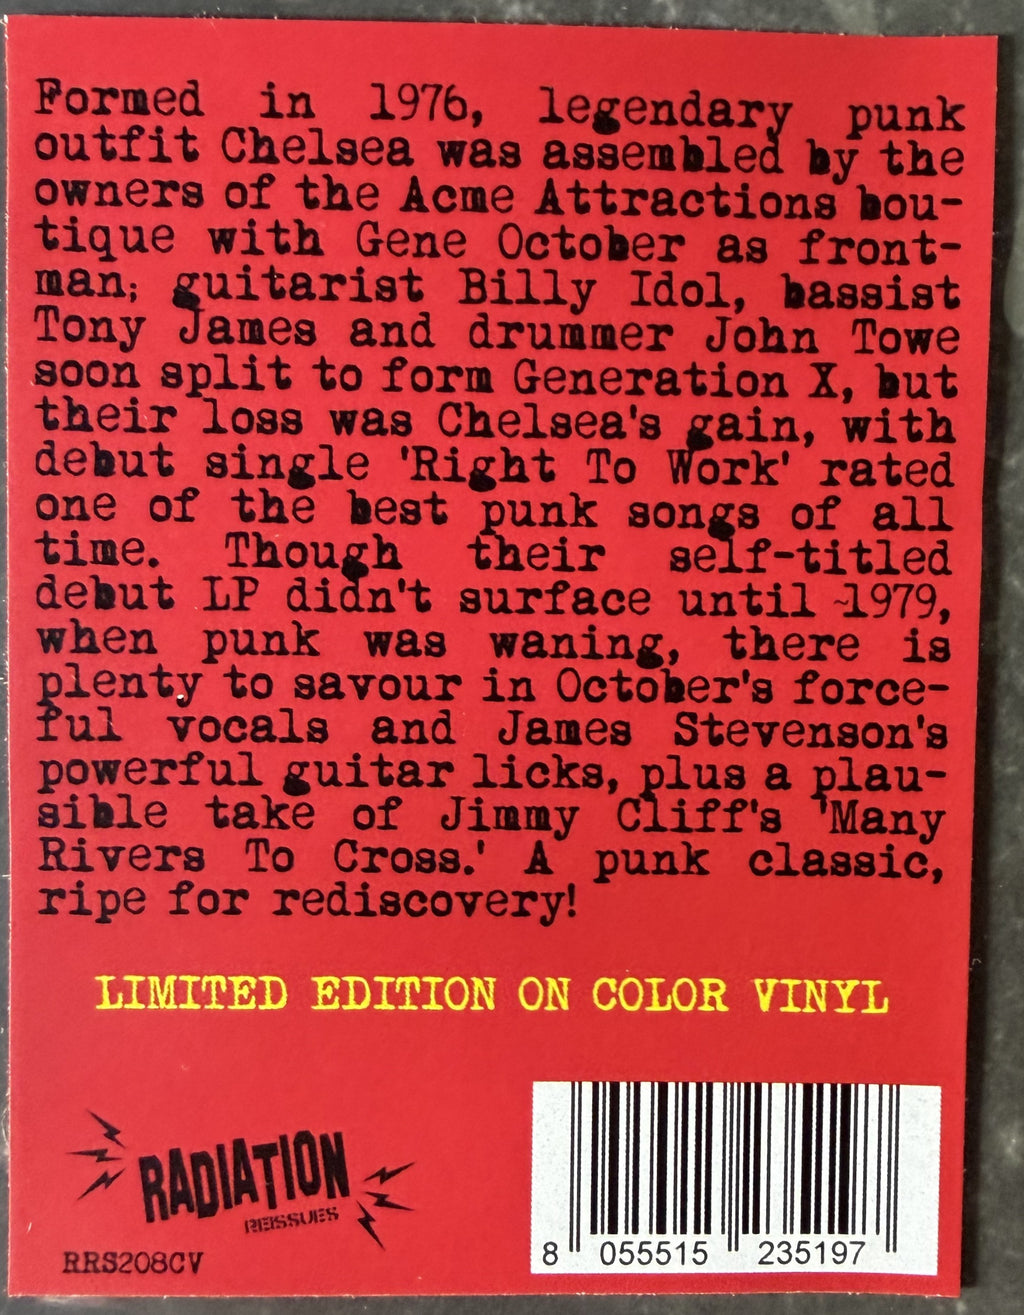 Formed in 1976, legendary punk
outfit Chelsea was assembled by the
owners of the Acme Attractions bou-
tique with Gene October as front-
man; guitarist Billy Idol, bassist
Tony James and drummer John Towe
soon split to form Generation X, but
their loss was Chelsea's gain, with
debut single 'Right To Work' rated
one of the best punk songs of all
time. Though their self-titled
debut LP didn't surface until ~1979,
when punk was waning, there is
plenty to savour in October's force-
ful vocals and James Stevenson's
powerful guitar licks, plus a plau-
sible take of Jimmy Cliff's 'Many
Rivers To Cross.' A punk classic,
ripe for rediscovery!
LIMITED EDITION ON COLOR VINYL
RADIATION
REISSUES
RRS208CV
8 055515 235197